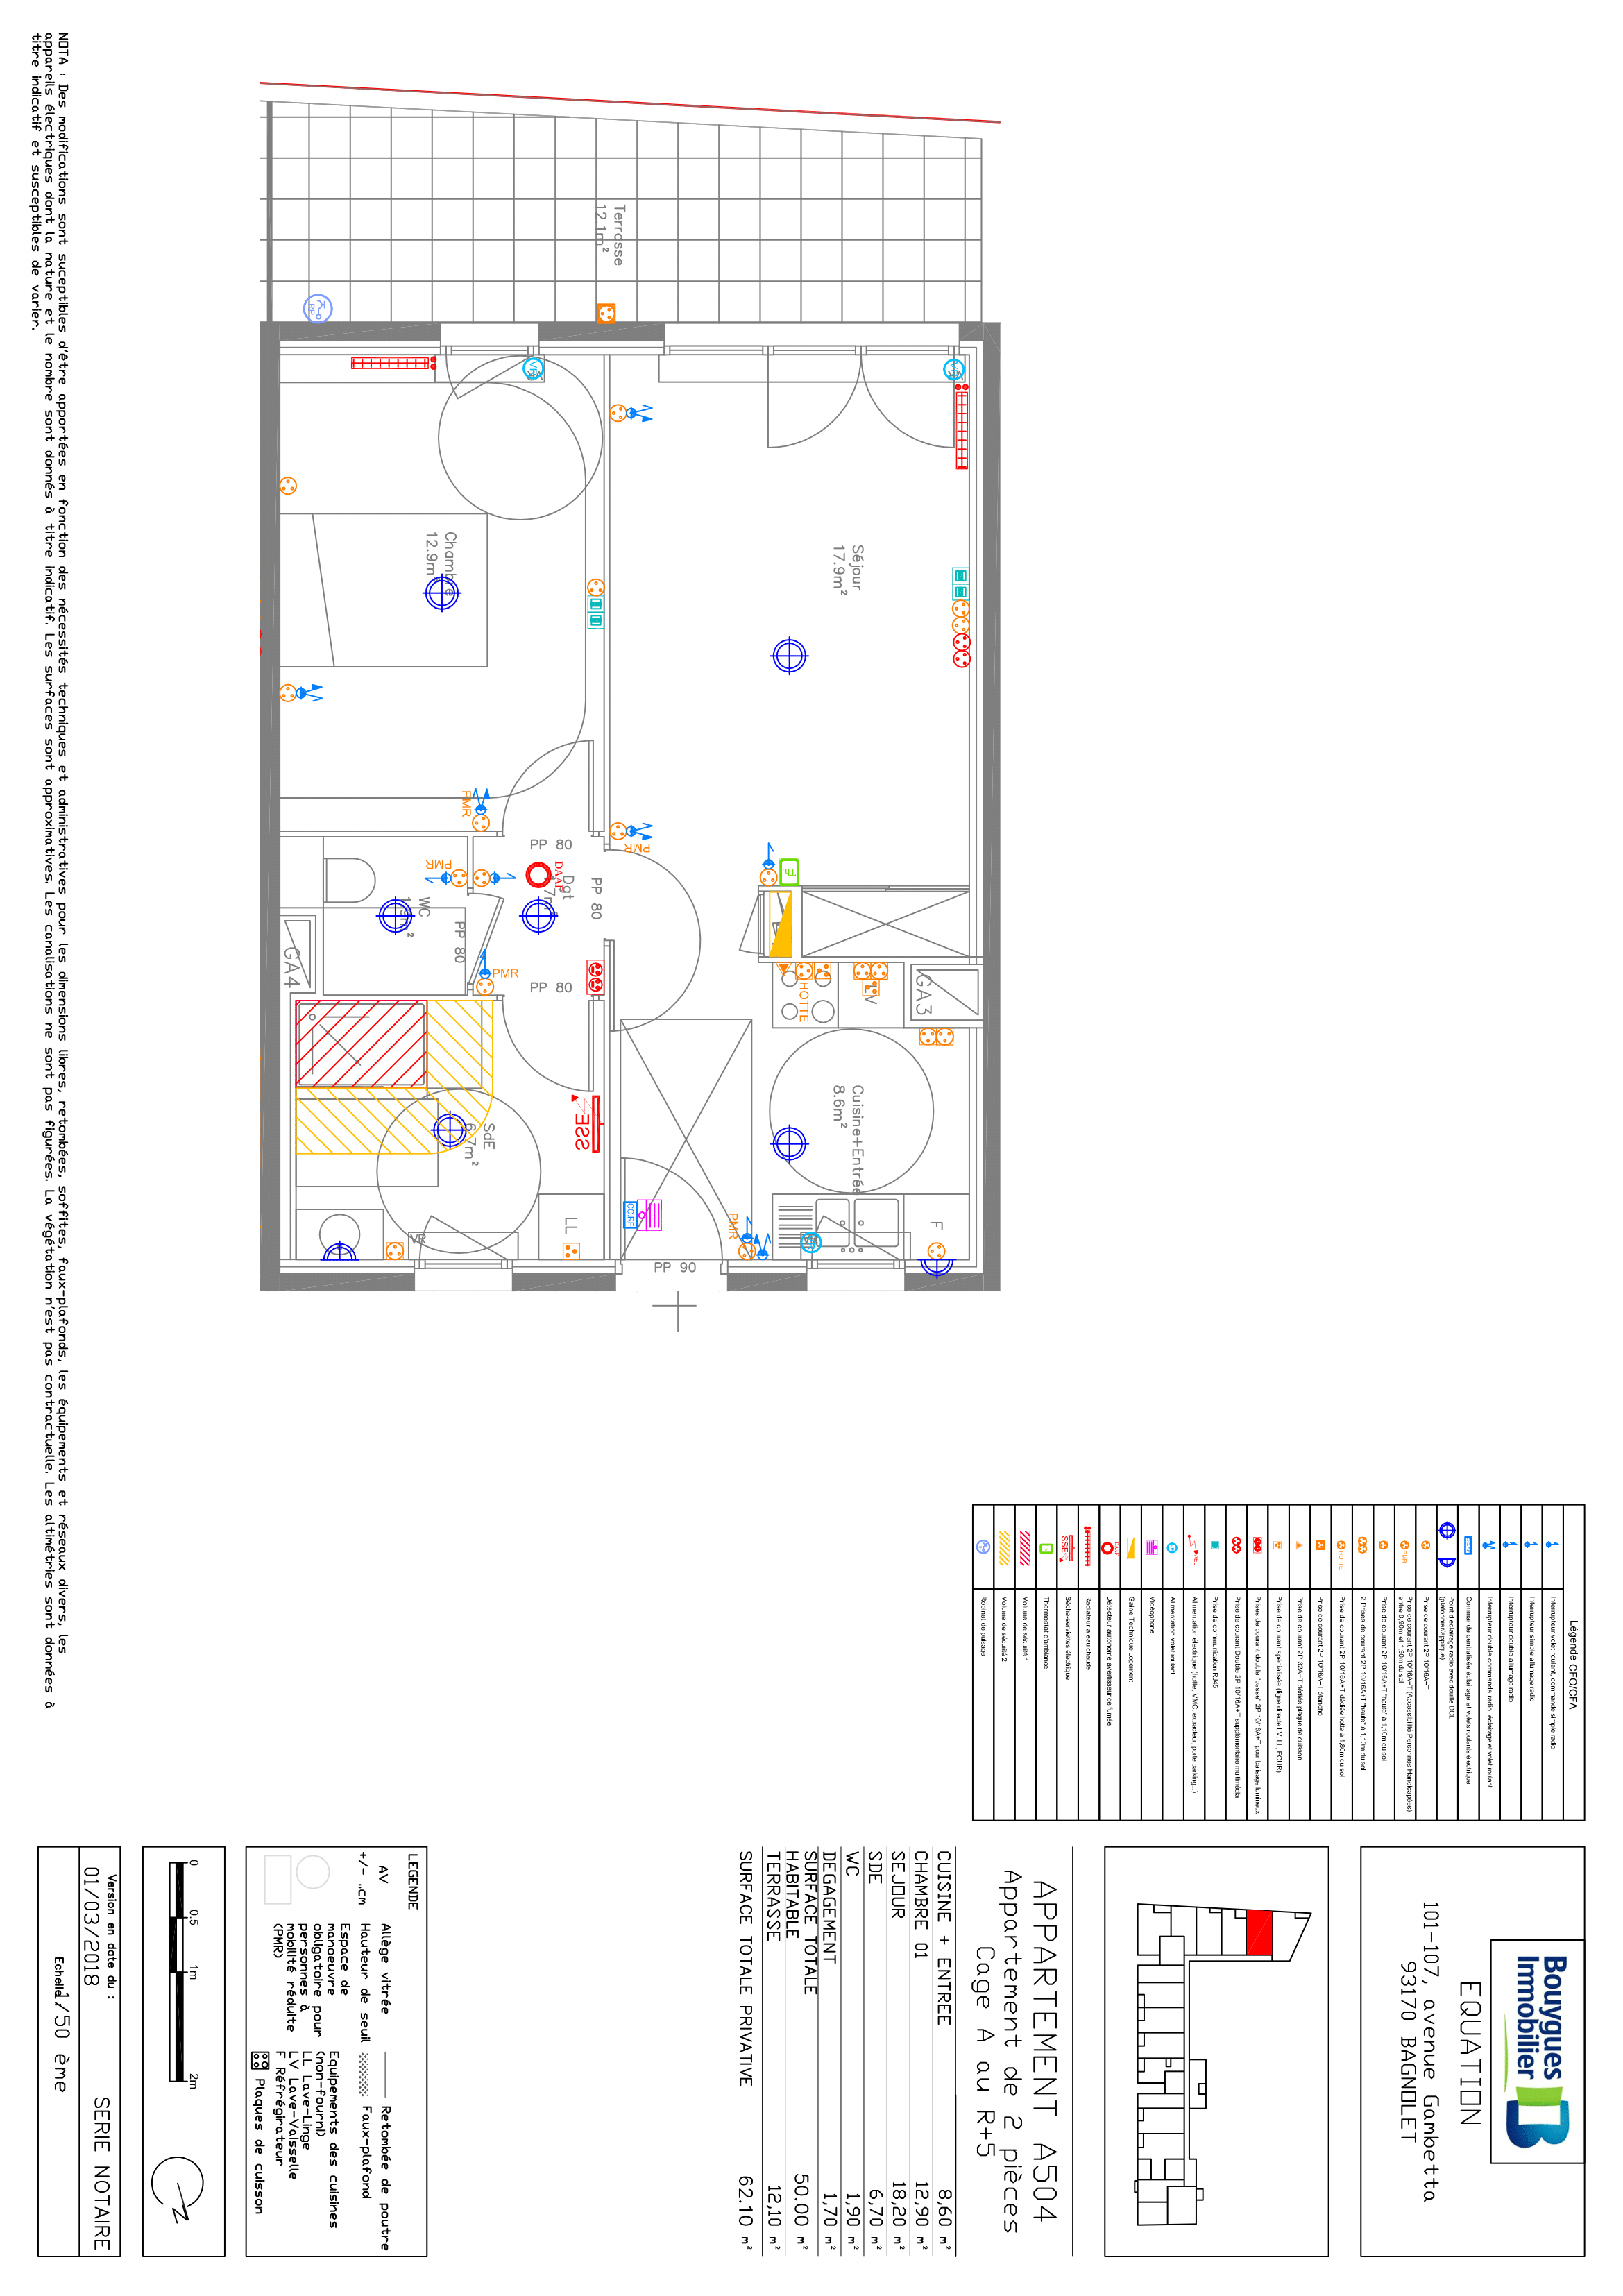 Bouygues
Immobilier
EQUATION
101-107, avenue Gambetta
93170 BAGNOLET
APPARTEMENT A504
Appartement de 2 pièces
Cage A au R+5
CUISINE + ENTREE 8,60 m²
CHAMBRE 01 12,90 m²
SEJOUR 18,20 m²
SDE 6,70 m²
WC 1,90 m²
DEGAGEMENT 1,70 m²
SURFACE TOTALE
HABITABLE 50.00 m²
TERRASSE 12,10 m²
SURFACE TOTALE PRIVATIVE 62.10 m²
LEGENDE
AV Allège vitrée
+/- ..cm Hauteur de seuil
Espace de
manoeuvre
obligatoire pour
personnes à
mobilité réduite
(PMR)
Retombée de poutre
Faux-plafond
Equipements des cuisines
(non-fourni)
LL Lave-Linge
LV Lave-Vaisselle
F Réfrigérateur
Plaques de cuisson
0 0.5 1m 2m
N
Version en date du :
01/03/2018
SERIE NOTAIRE
Echelle 1/50 ème
Légende CFO/CFA
Interrupteur volet roulant, commande simple radio
Interrupteur simple allumage radio
Interrupteur double allumage radio
Interrupteur double commande radio, éclairage et volet roulant
Commande centralisée éclairage et volets roulants électrique
Point d'éclairage radio avec douille DCL
(plafonnier/applique)
Prise de courant 2P 10/16A+T
PMR
Prise de courant 2P 10/16A+T (Accessibilité Personnes Handicapées)
entre 0,90m et 1,30m du sol
Prise de courant 2P 10/16A+T "haute" à 1,10m du sol
2 Prises de courant 2P 10/16A+T "haute" à 1,10m du sol
HOTTE
Prise de courant 2P 10/16A+T dédiée hotte à 1,80m du sol
Prise de courant 2P 10/16A+T étanche
Prise de courant 2P 32A+T dédiée plaque de cuisson
Prise de courant spécialisée (ligne directe LV, LL, FOUR)
Prises de courant double "basse" 2P 10/16A+T pour balisage lumineux
Prise de courant Double 2P 10/16A+T supplémentaire multimédia
Prise de communication RJ45
Alimentation électrique (hotte, VMC, extracteur, porte parking...)
Alimentation volet roulant
Vidéophone
Gaine Technique Logement
Détecteur autonome avertisseur de fumée
Radiateur à eau chaude
SSE
Sèche-serviettes électrique
Thermostat d'ambiance
Volume de sécurité 1
Volume de sécurité 2
Robinet de puisage
Terrasse
12.1m²
Séjour
17.9m²
Chambre
12.9m²
PMR
PMR
PMR
PMR
PMR
PP 80
PP 80
PP 80
PP 80
DAAF
Dgt
WC
GA4
GA3
HOTTE
LV
Cuisine+Entrée
8.6m²
SdE
6.7m²
SSE
LL
VR
VR
F
PP 90
NOTA : Des modifications sont suceptibles d'être apportées en fonction des nécessités techniques et administratives pour les dimensions libres, retombées, soffites, faux-plafonds, les équipements et réseaux divers, les
appareils électriques dont la nature et le nombre sont donnés à titre indicatif. Les surfaces sont approximatives. Les canalisations ne sont pas figurées. La végétation n'est pas contractuelle. Les altimétries sont données à
titre indicatif et susceptibles de varier.